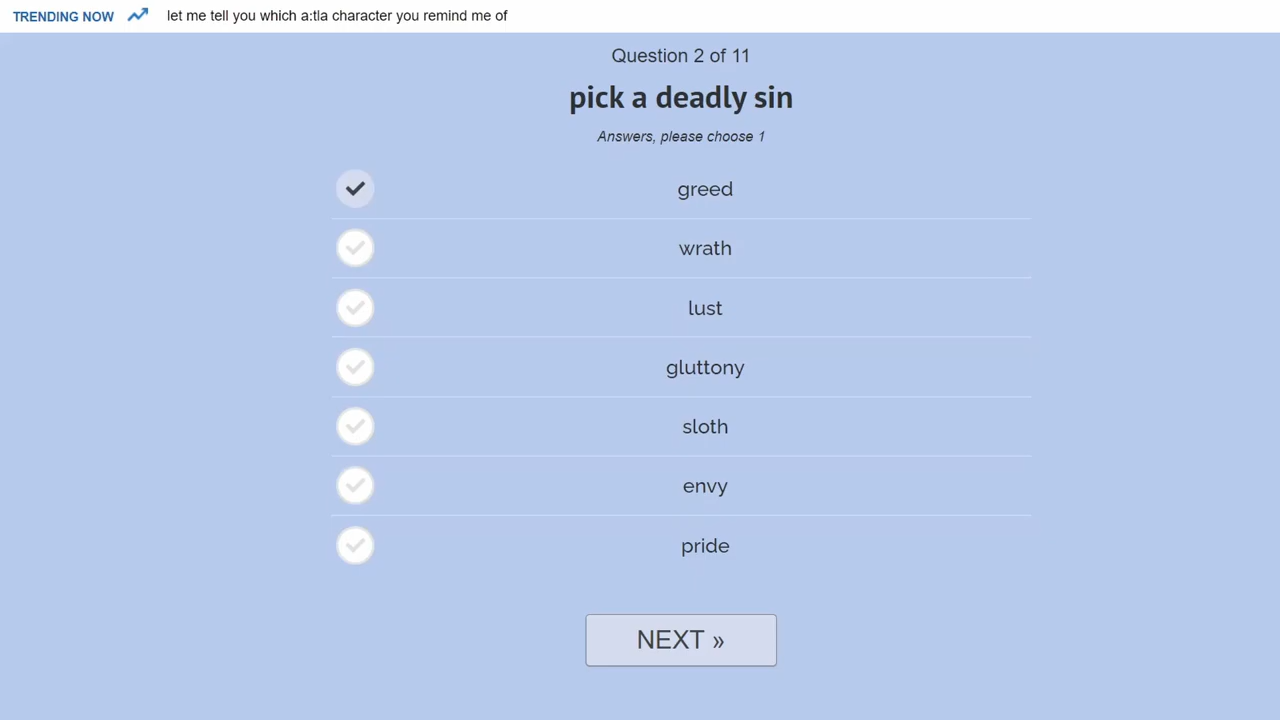 TRENDING NOW let me tell you which a:tla character you remind me of
Question 2 of 11
pick a deadly sin
Answers, please choose 1
greed
wrath
lust
gluttony
sloth
envy
pride
NEXT »